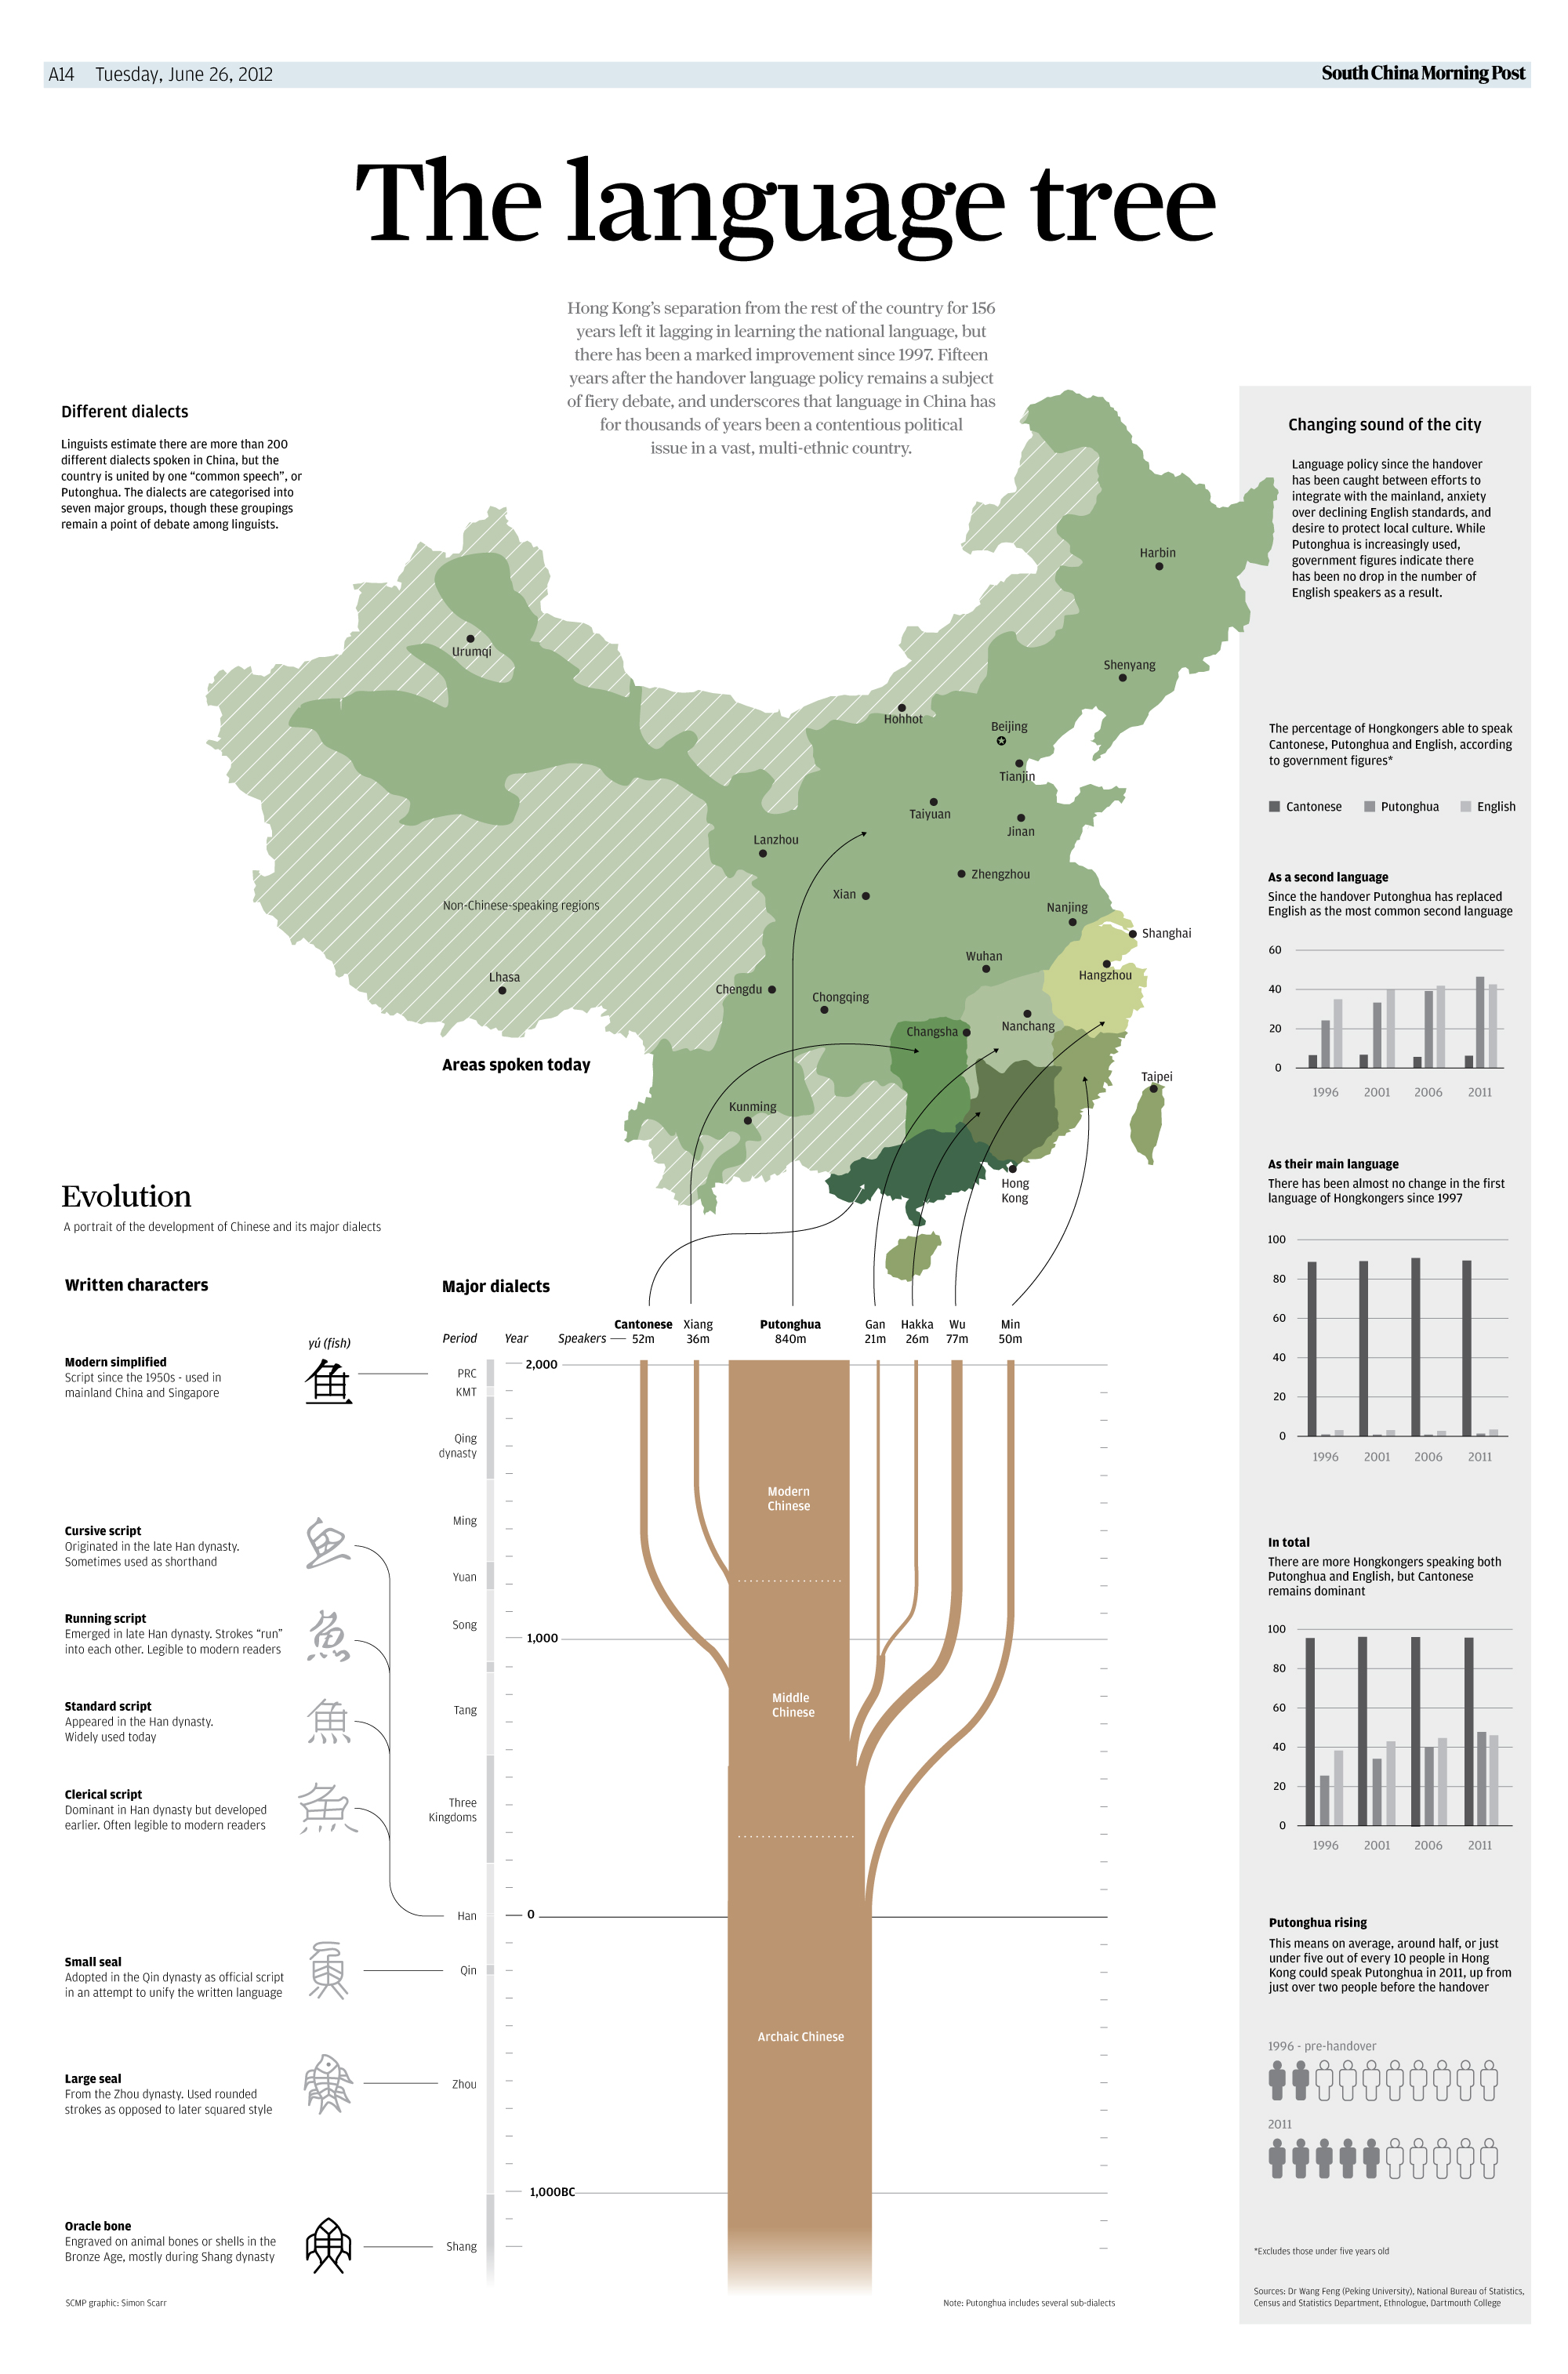 A14 Tuesday, June 26, 2012
South China Morning Post
The language tree
Hong Kong's separation from the rest of the country for 156
years left it lagging in learning the national language, but
there has been a marked improvement since 1997. Fifteen
years after the handover language policy remains a subject
of fiery debate, and underscores that language in China has
for thousands of years been a contentious political
issue in a vast, multi-ethnic country.
Different dialects
Linguists estimate there are more than 200
different dialects spoken in China, but the
country is united by one “common speech”, or
Putonghua. The dialects are categorised into
seven major groups, though these groupings
remain a point of debate among linguists.
Harbin
Urumqi
Shenyang
Hohhot
Beijing
Tianjin
Taiyuan
Jinan
Lanzhou
Zhengzhou
Xian
Non-Chinese-speaking regions
Nanjing
Shanghai
Wuhan
Hangzhou
Lhasa
Chengdu
Chongqing
Nanchang
Changsha
Areas spoken today
Taipei
Kunming
Hong
Kong
Evolution
A portrait of the development of Chinese and its major dialects
Written characters
yú (fish)
Modern simplified
Script since the 1950s - used in
mainland China and Singapore
鱼
Cursive script
Originated in the late Han dynasty.
Sometimes used as shorthand
Running script
Emerged in late Han dynasty. Strokes “run”
into each other. Legible to modern readers
魚
Standard script
Appeared in the Han dynasty.
Widely used today
魚
Clerical script
Dominant in Han dynasty but developed
earlier. Often legible to modern readers
魚
Small seal
Adopted in the Qin dynasty as official script
in an attempt to unify the written language
Large seal
From the Zhou dynasty. Used rounded
strokes as opposed to later squared style
Oracle bone
Engraved on animal bones or shells in the
Bronze Age, mostly during Shang dynasty
SCMP graphic: Simon Scarr
Major dialects
Period Year Speakers
Cantonese
52m
Xiang
36m
Putonghua
840m
Gan
21m
Hakka
26m
Wu
77m
Min
50m
PRC
KMT
Qing
dynasty
Ming
Yuan
Song
Tang
Three
Kingdoms
Han
Qin
Zhou
Shang
2,000
1,000
0
1,000BC
Modern
Chinese
Middle
Chinese
Archaic Chinese
Note: Putonghua includes several sub-dialects
Changing sound of the city
Language policy since the handover
has been caught between efforts to
integrate with the mainland, anxiety
over declining English standards, and
desire to protect local culture. While
Putonghua is increasingly used,
government figures indicate there
has been no drop in the number of
English speakers as a result.
The percentage of Hongkongers able to speak
Cantonese, Putonghua and English, according
to government figures*
Cantonese Putonghua English
As a second language
Since the handover Putonghua has replaced
English as the most common second language
60
40
20
0
1996 2001 2006 2011
As their main language
There has been almost no change in the first
language of Hongkongers since 1997
100
80
60
40
20
0
1996 2001 2006 2011
In total
There are more Hongkongers speaking both
Putonghua and English, but Cantonese
remains dominant
100
80
60
40
20
0
1996 2001 2006 2011
Putonghua rising
This means on average, around half, or just
under five out of every 10 people in Hong
Kong could speak Putonghua in 2011, up from
just over two people before the handover
1996 - pre-handover
2011
*Excludes those under five years old
Sources: Dr Wang Feng (Peking University), National Bureau of Statistics,
Census and Statistics Department, Ethnologue, Dartmouth College